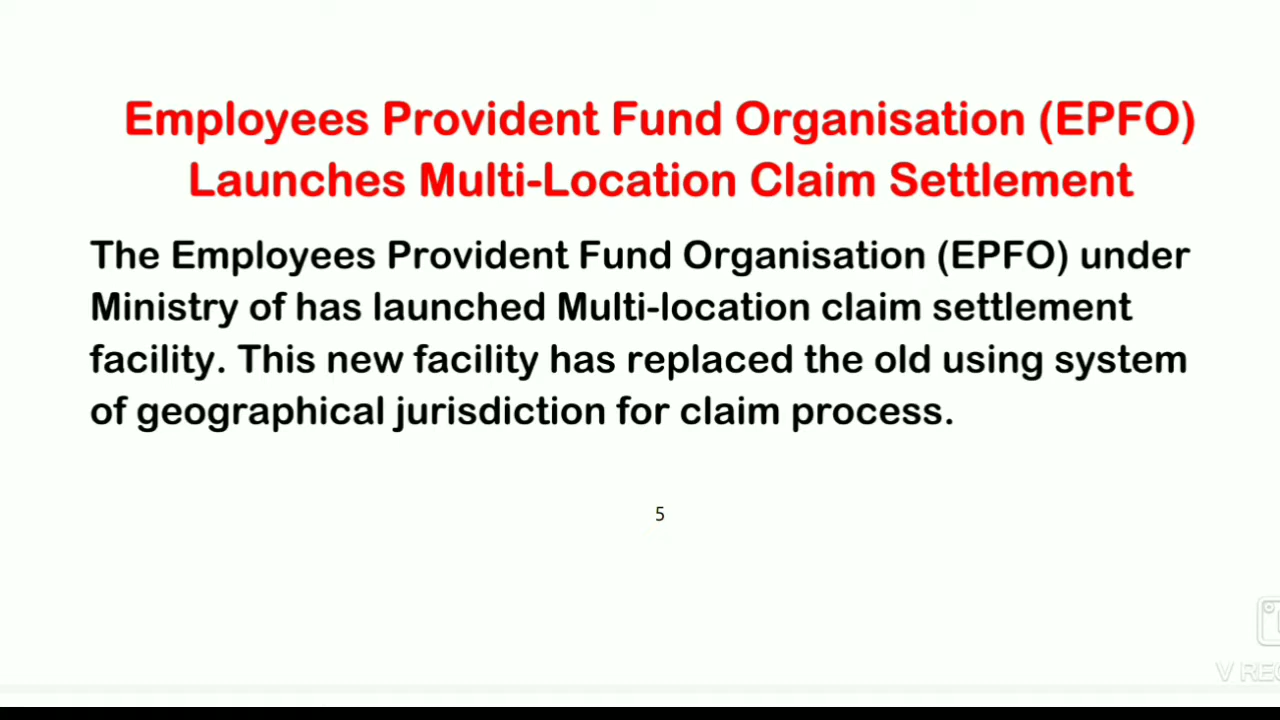 Employees Provident Fund Organisation (EPFO)
Launches Multi-Location Claim Settlement
The Employees Provident Fund Organisation (EPFO) under
Ministry of has launched Multi-location claim settlement
facility. This new facility has replaced the old using system
of geographical jurisdiction for claim process.
5
V REC